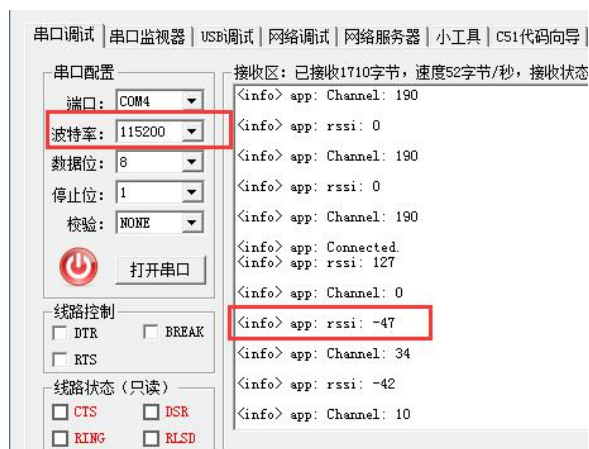 串口调试 串口监视器 USB调试 网络调试 网络服务器 小工具 C51代码向导
串口配置
端口： COM4
波特率： 115200
数据位： 8
停止位： 1
校验： NONE
打开串口
线路控制
DTR BREAK
RTS
线路状态（只读）
CTS DSR
RING RLSD
接收区：已接收1710字节，速度52字节/秒，接收状态
<info> app: Channel: 190
<info> app: rssi: 0
<info> app: Channel: 190
<info> app: rssi: 0
<info> app: Channel: 190
<info> app: Connected.
<info> app: rssi: 127
<info> app: Channel: 0
<info> app: rssi: -47
<info> app: Channel: 34
<info> app: rssi: -42
<info> app: Channel: 10